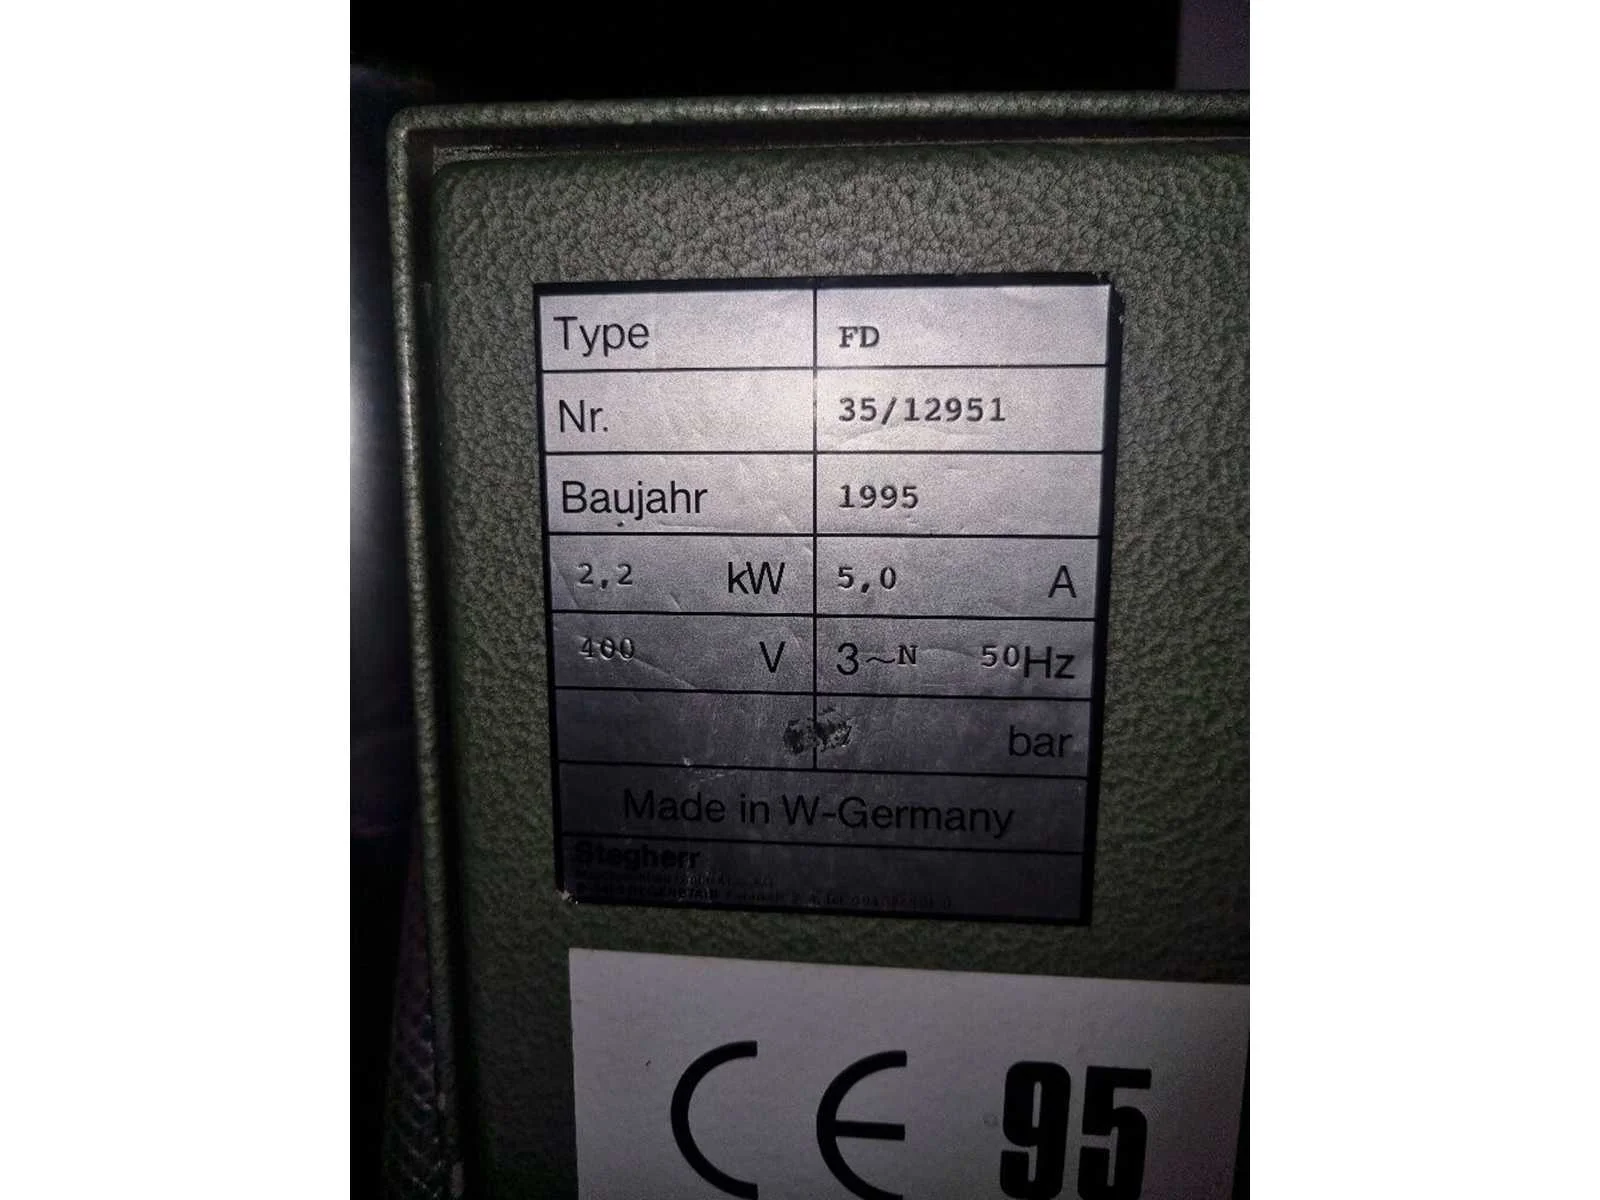 Type FD
Nr. 35/12951
Baujahr 1995
2,2 kW 5,0 A
400 V 3~N 50Hz
bar
Made in W-Germany
Stegherr
CE 95